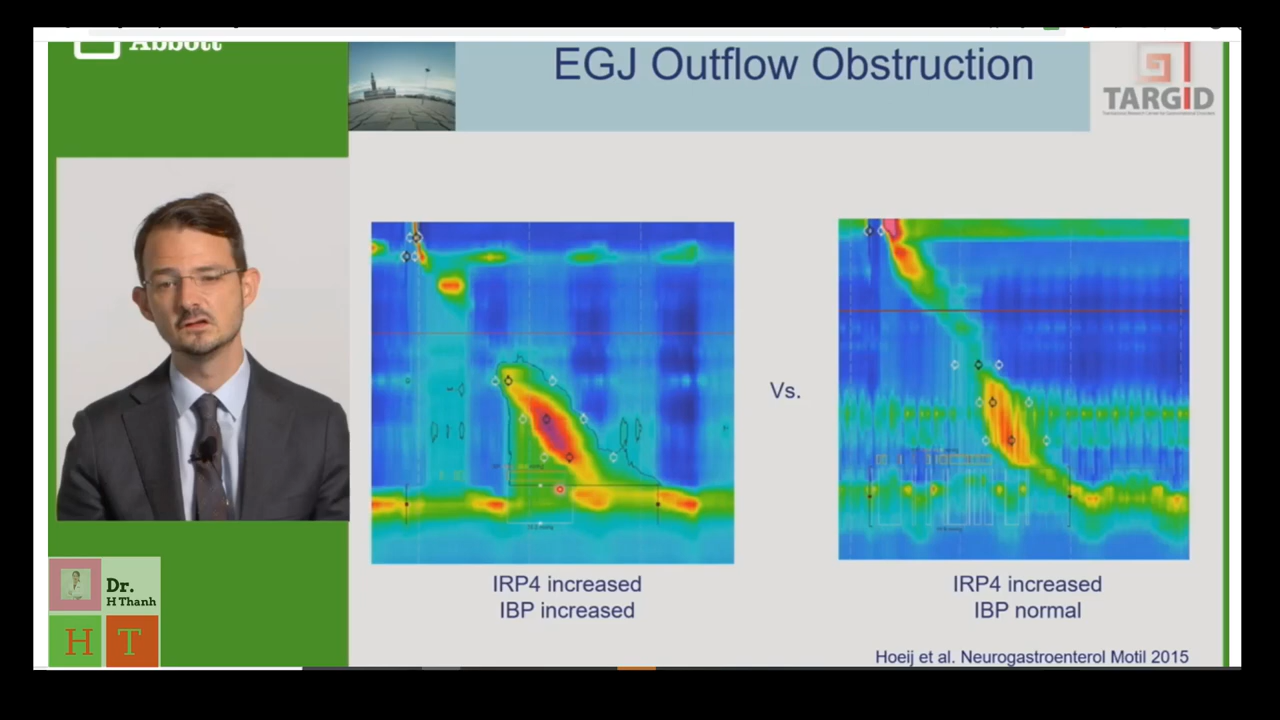 Abbott
EGJ Outflow Obstruction
TARGID
Vs.
IRP4 increased
IBP increased
IRP4 increased
IBP normal
Hoeij et al. Neurogastroenterol Motil 2015
Dr.
H Thanh
H T